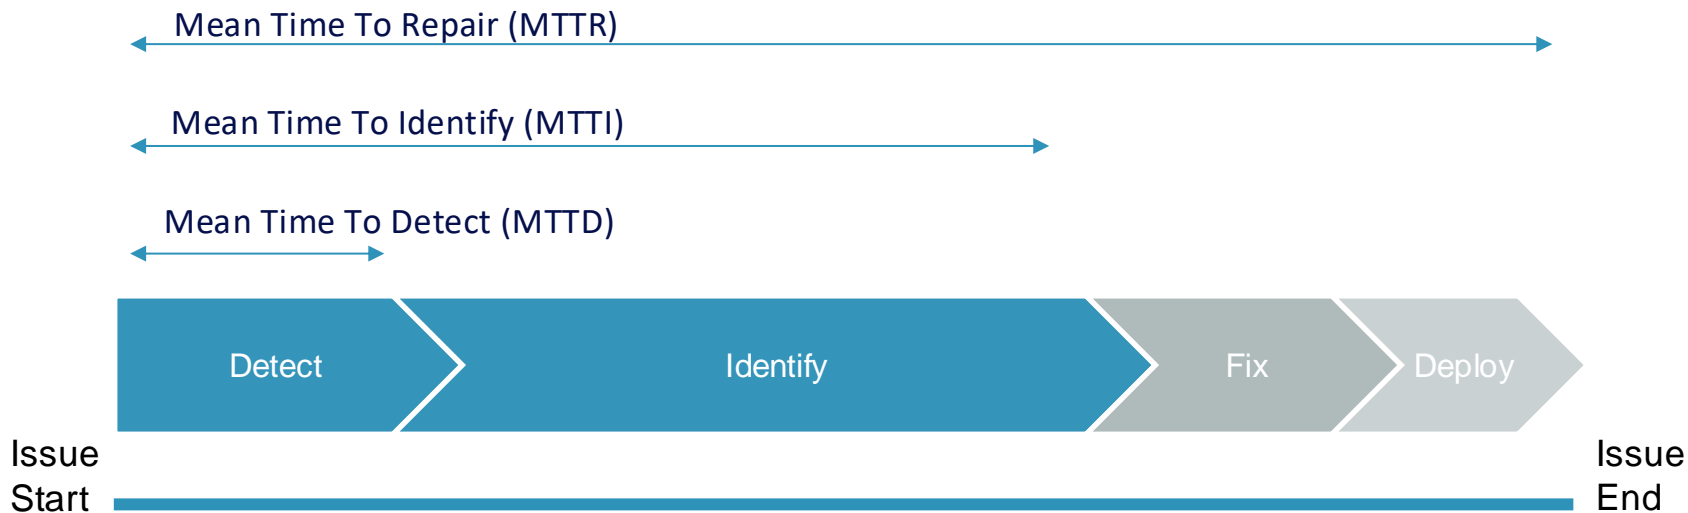 Mean Time To Repair (MTTR)
Mean Time To Identify (MTTI)
Mean Time To Detect (MTTD)
Detect
Identify
Fix
Deploy
Issue
Start
Issue
End